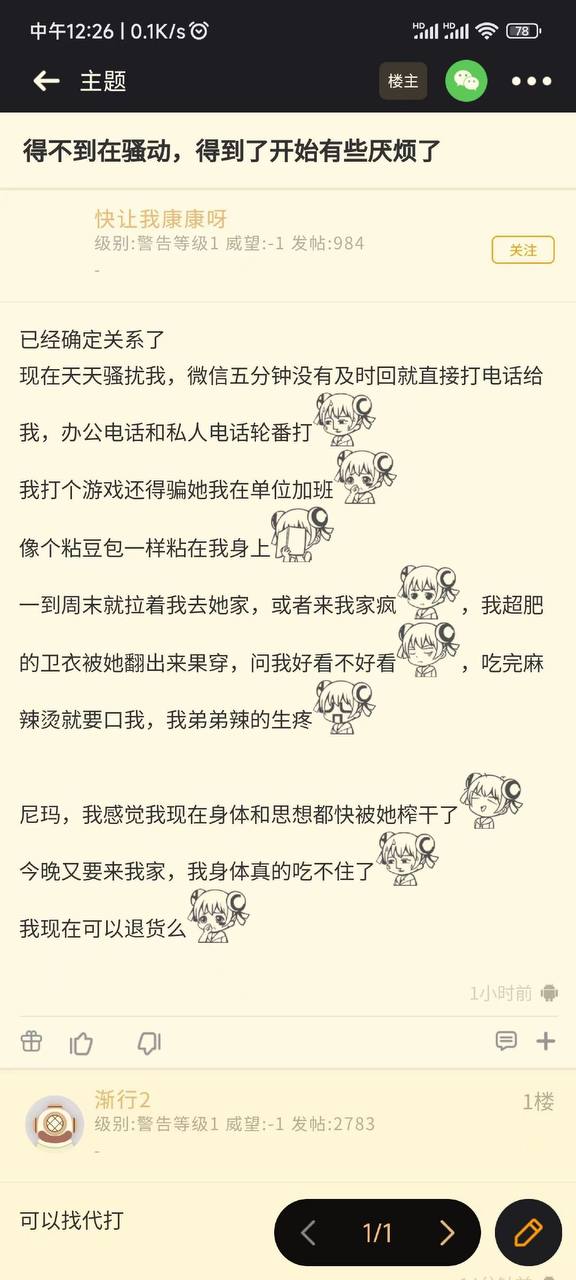 中午12:26 | 0.1K/s
HD HD 78
主题
楼主
得不到在骚动，得到了开始有些厌烦了
快让我康康呀
级别:警告等级1 威望:-1 发帖:984
关注
-
已经确定关系了
现在天天骚扰我，微信五分钟没有及时回就直接打电话给
我，办公电话和私人电话轮番打
我打个游戏还得骗她我在单位加班
像个粘豆包一样粘在我身上
一到周末就拉着我去她家，或者来我家疯，我超肥
的卫衣被她翻出来果穿，问我好看不好看，吃完麻
辣烫就要口我，我弟弟辣的生疼
尼玛，我感觉我现在身体和思想都快被她榨干了
今晚又要来我家，我身体真的吃不住了
我现在可以退货么
1小时前
渐行2
1楼
级别:警告等级1 威望:-1 发帖:2783
-
可以找代打
1/1